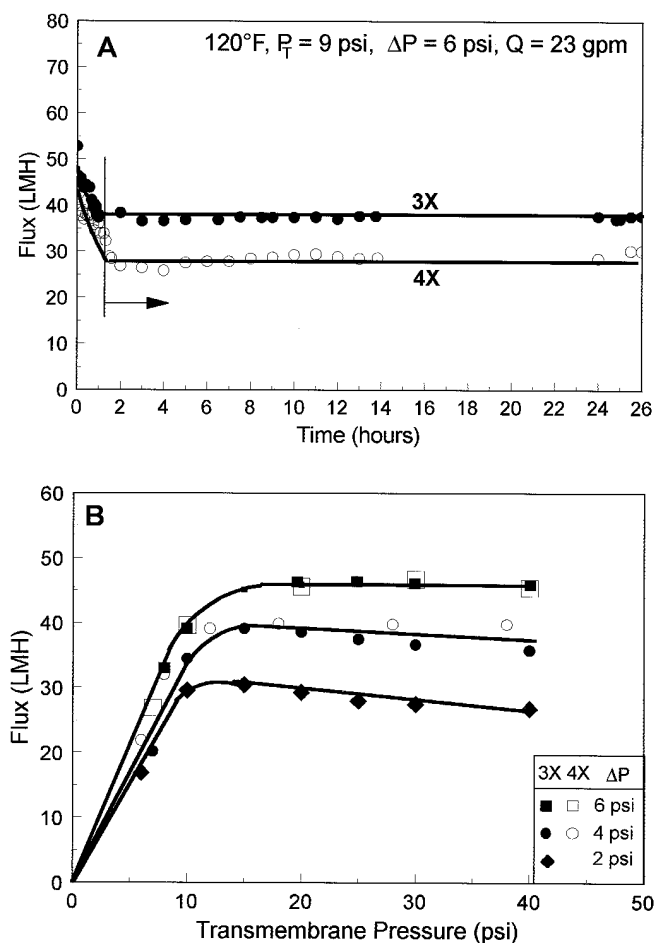 A
120°F, P_T = 9 psi, ΔP = 6 psi, Q = 23 gpm
80
70
60
50
40
30
20
10
0
Flux (LMH)
3X
4X
0 2 4 6 8 10 12 14 16 18 20 22 24 26
Time (hours)
B
60
50
40
30
20
10
0
Flux (LMH)
3X 4X ΔP
6 psi
4 psi
2 psi
0 10 20 30 40 50
Transmembrane Pressure (psi)